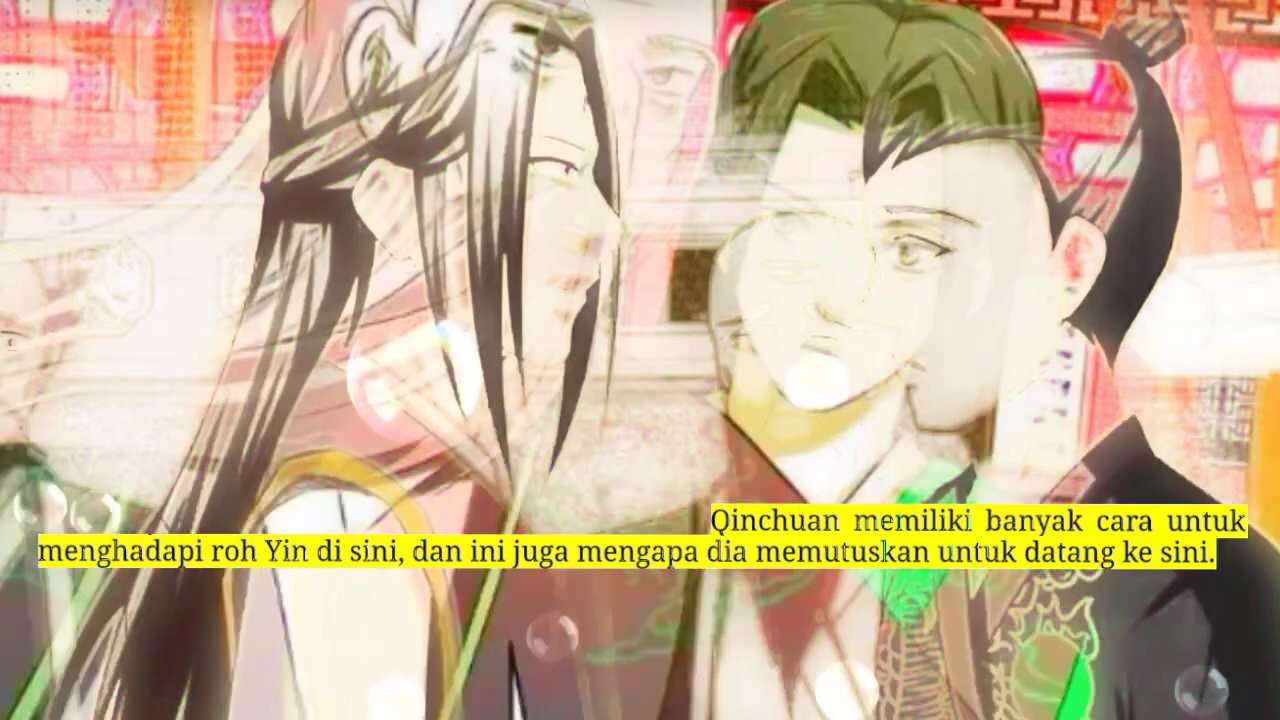 Qinchuan memiliki banyak cara untuk
menghadapi roh Yin di sini, dan ini juga mengapa dia memutuskan untuk datang ke sini.